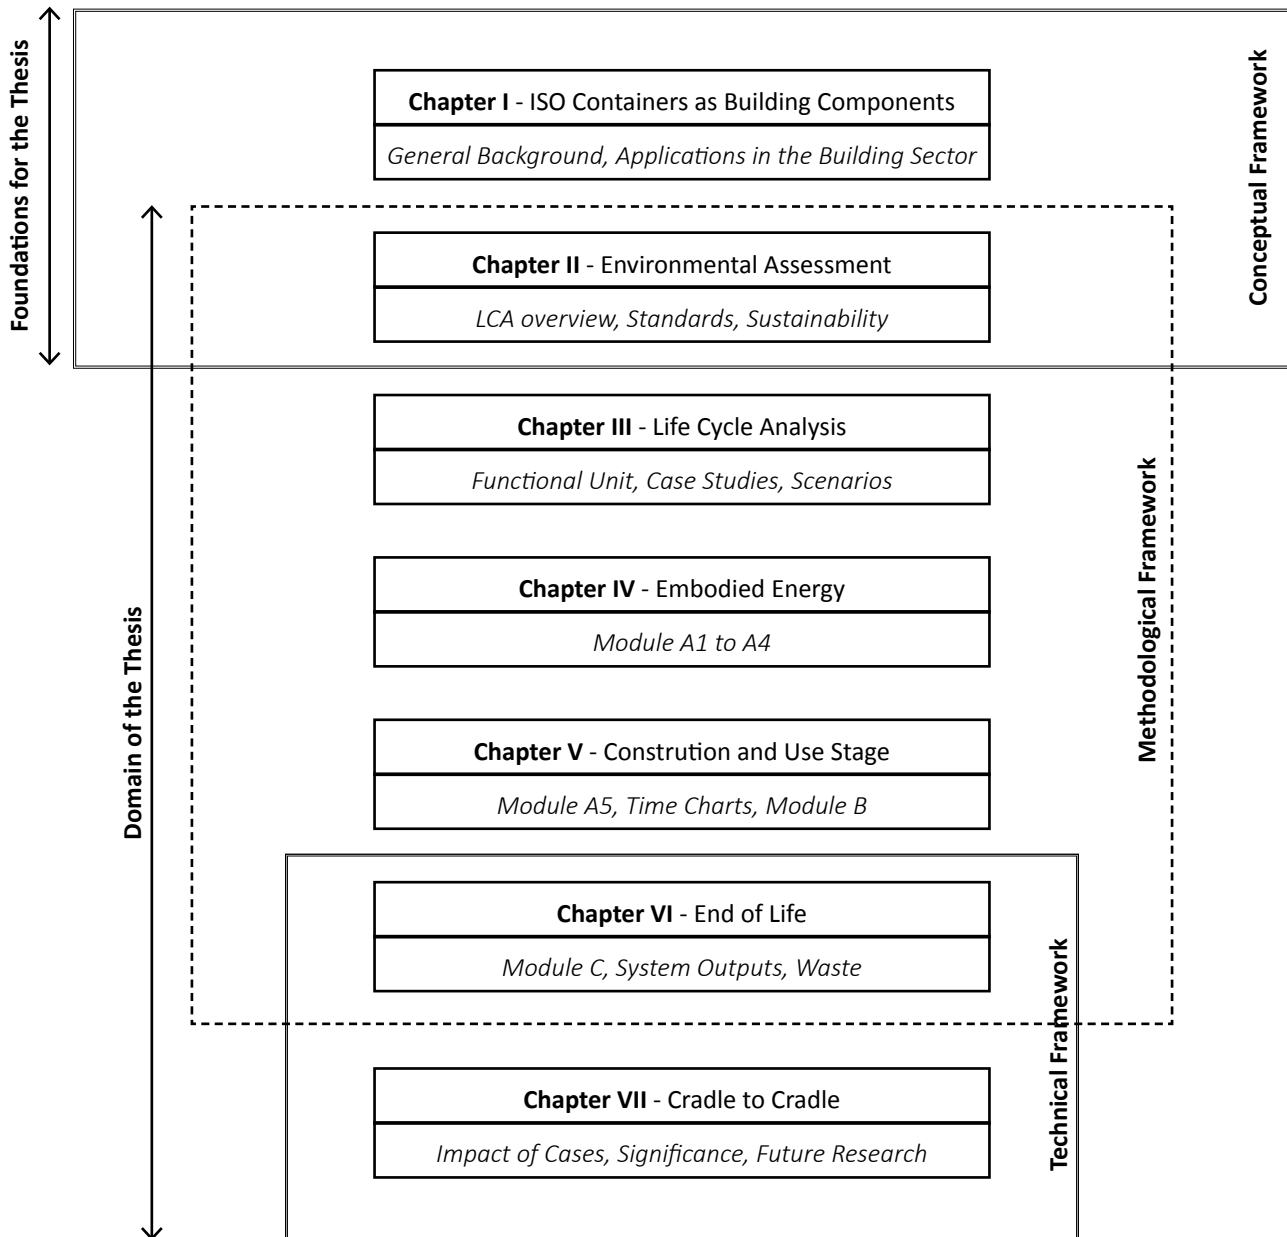 Foundations for the Thesis
Conceptual Framework
Chapter I - ISO Containers as Building Components
General Background, Applications in the Building Sector
Chapter II - Environmental Assessment
LCA overview, Standards, Sustainability
Domain of the Thesis
Methodological Framework
Chapter III - Life Cycle Analysis
Functional Unit, Case Studies, Scenarios
Chapter IV - Embodied Energy
Module A1 to A4
Chapter V - Constrution and Use Stage
Module A5, Time Charts, Module B
Technical Framework
Chapter VI - End of Life
Module C, System Outputs, Waste
Chapter VII - Cradle to Cradle
Impact of Cases, Significance, Future Research